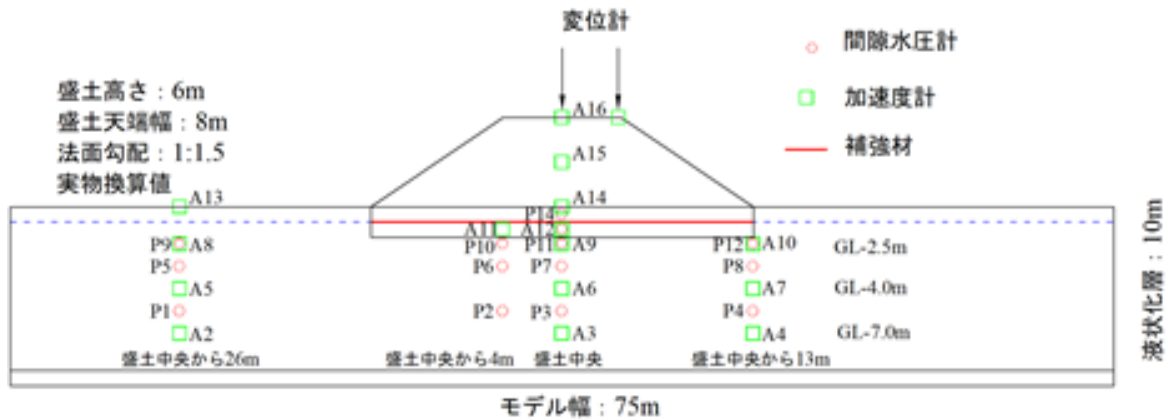 変位計
間隙水圧計
加速度計
補強材
盛土高さ：6m
盛土天端幅：8m
法面勾配：1:1.5
実物換算値
A16
A15
A13
A14
P14
A11
A12
P9
A8
P10
P11
A9
P12
A10
GL-2.5m
P5
P6
P7
P8
A5
A6
A7
GL-4.0m
P1
P2
P3
P4
A2
A3
A4
GL-7.0m
盛土中央から26m
盛土中央から4m
盛土中央
盛土中央から13m
液状化層：10m
モデル幅：75m